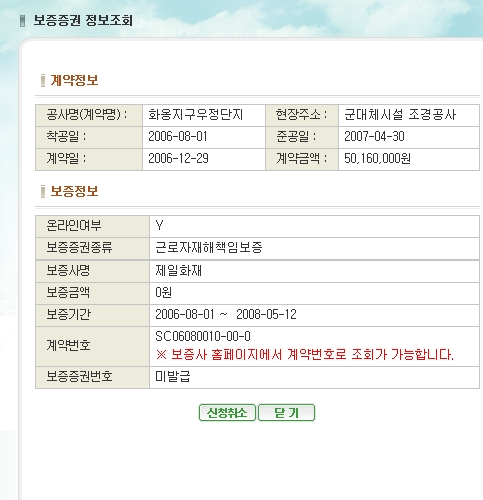 보증증권 정보조회
계약정보
공사명(계약명) : 화옹지구우정단지 현장주소 : 군대체시설 조경공사
착공일 : 2006-08-01 준공일 : 2007-04-30
계약일 : 2006-12-29 계약금액 : 50,160,000원
보증정보
온라인여부 Y
보증증권종류 근로자재해책임보증
보증사명 제일화재
보증금액 0원
보증기간 2006-08-01 ~ 2008-05-12
계약번호 SC06080010-00-0
※ 보증사 홈페이지에서 계약번호로 조회가 가능합니다.
보증증권번호 미발급
신청취소 닫 기